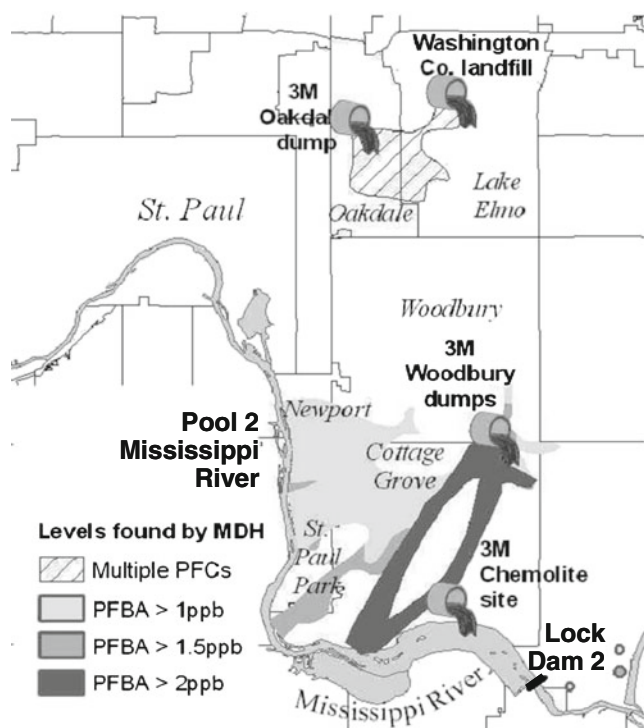 Washington
Co. landfill
3M
Oakdal
dump
St. Paul
Oakdale
Lake
Elmo
Woodbury
3M
Woodbury
dumps
Newport
Pool 2
Mississippi
River
Cottage
Grove
Levels found by MDH
Multiple PFCs
PFBA > 1ppb
PFBA > 1.5ppb
PFBA > 2ppb
St.
Paul
Park
3M
Chemolite
site
Lock
Dam 2
Mississippi River